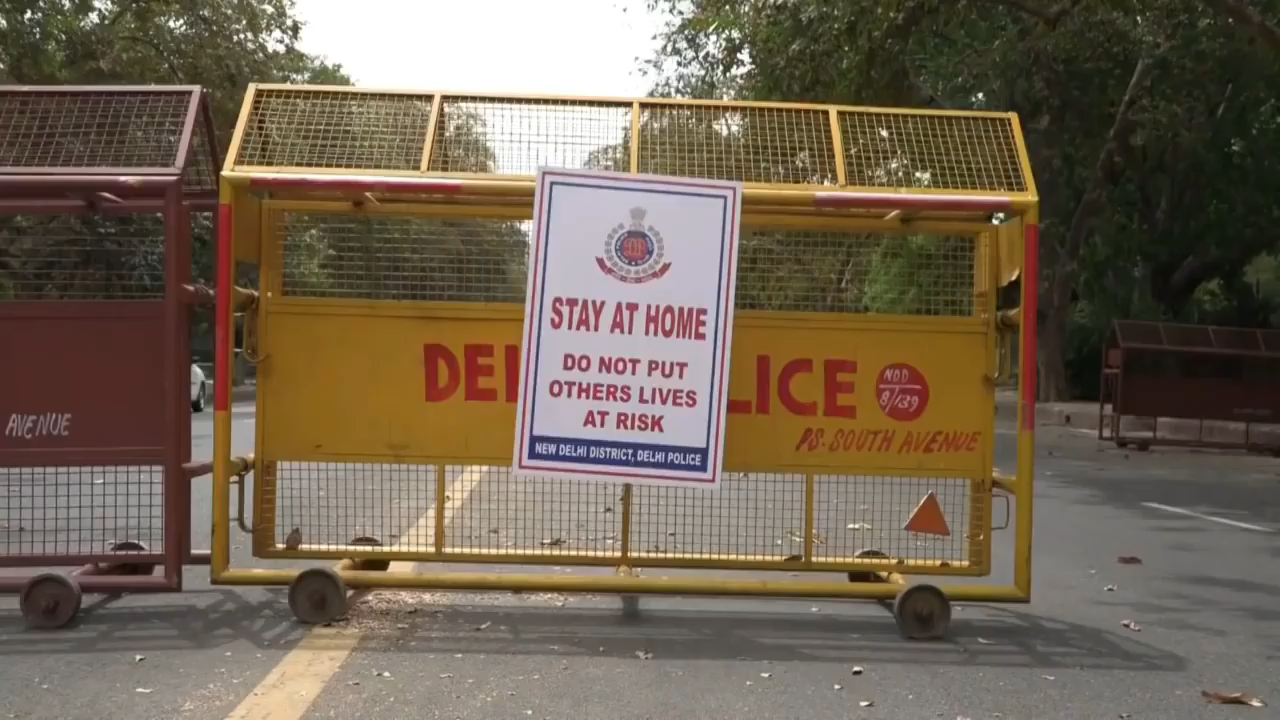 STAY AT HOME
DO NOT PUT
OTHERS LIVES
AT RISK
NEW DELHI DISTRICT, DELHI POLICE
DEL LICE
NDD
8/139
PS. SOUTH AVENUE
AVENUE